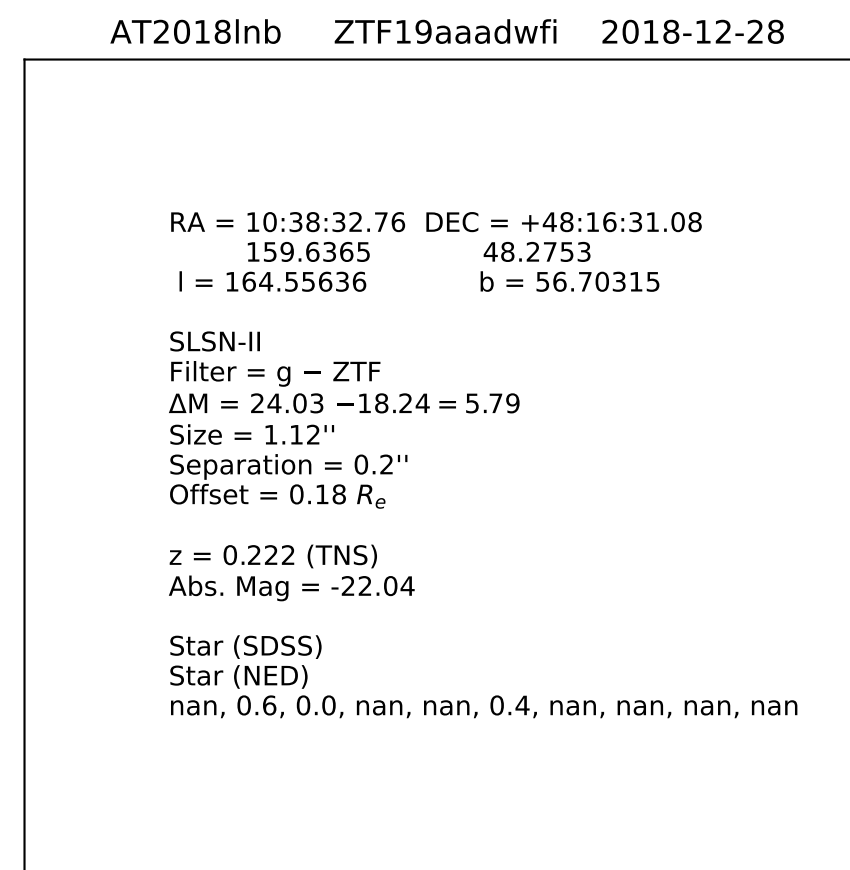 AT2018lnb ZTF19aaadwfi 2018-12-28
RA = 10:38:32.76 DEC = +48:16:31.08
159.6365 48.2753
l = 164.55636 b = 56.70315
SLSN-II
Filter = g − ZTF
ΔM = 24.03 −18.24 = 5.79
Size = 1.12''
Separation = 0.2''
Offset = 0.18 Re
z = 0.222 (TNS)
Abs. Mag = -22.04
Star (SDSS)
Star (NED)
nan, 0.6, 0.0, nan, nan, 0.4, nan, nan, nan, nan